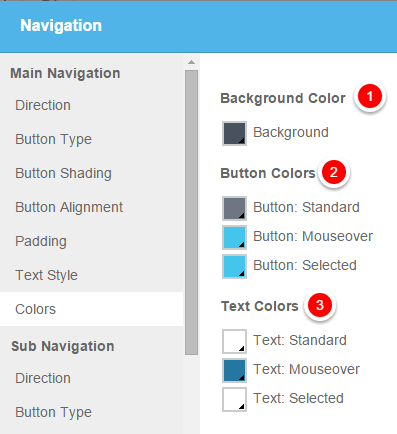 Navigation
Main Navigation
Direction
Button Type
Button Shading
Button Alignment
Padding
Text Style
Colors
Sub Navigation
Direction
Button Type
Background Color 1
Background
Button Colors 2
Button: Standard
Button: Mouseover
Button: Selected
Text Colors 3
Text: Standard
Text: Mouseover
Text: Selected